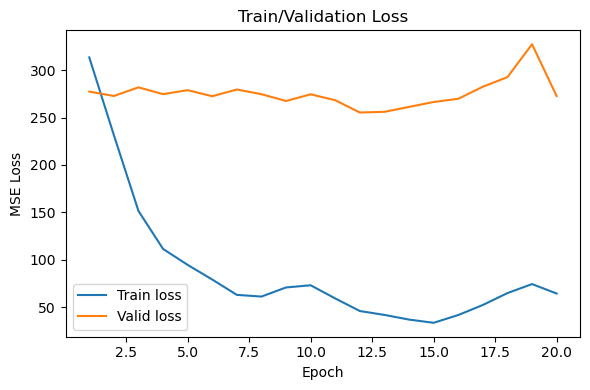 Train/Validation Loss
MSE Loss
300
250
200
150
100
50
Train loss
Valid loss
2.5 5.0 7.5 10.0 12.5 15.0 17.5 20.0
Epoch